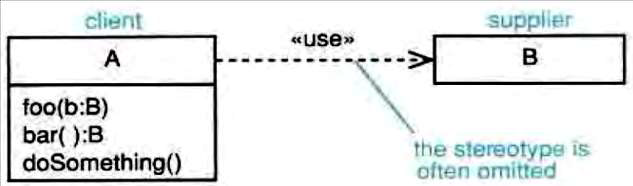 client
supplier
«use»
A
B
foo(b:B)
bar( ):B
doSomething()
the stereotype is
often omitted